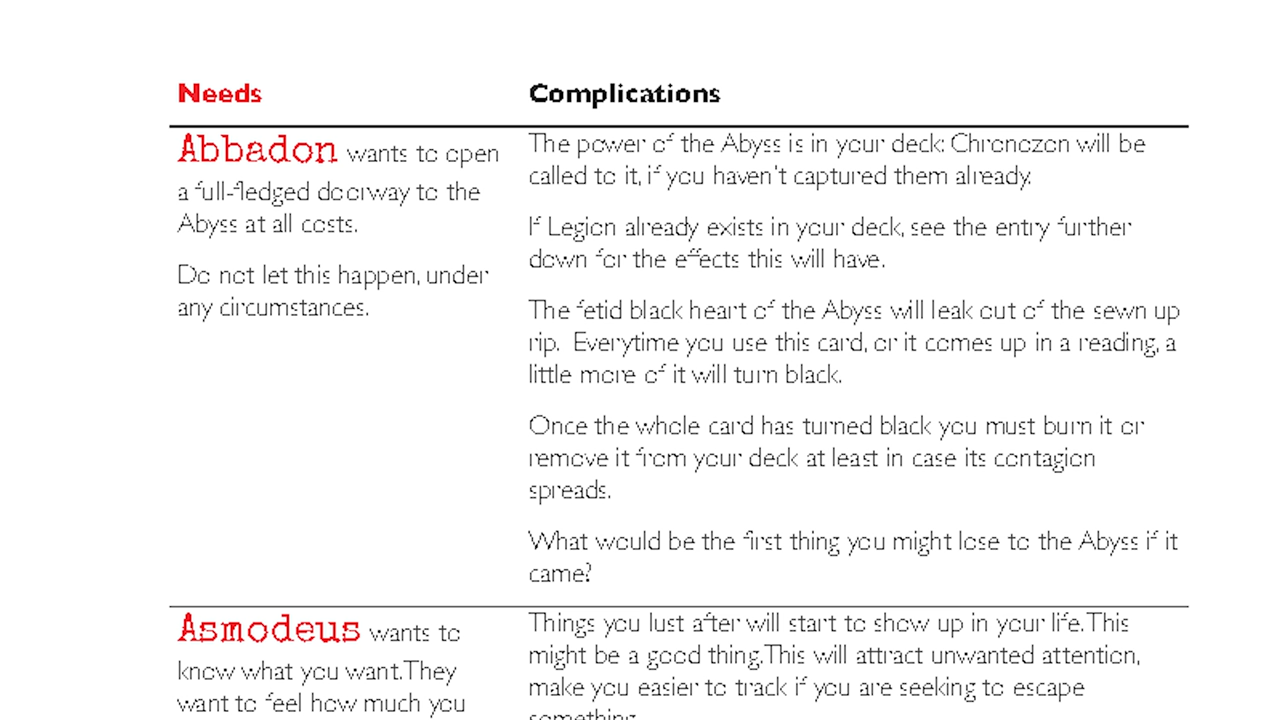 Needs
Complications
Abbadon wants to open
a full-fledged doorway to the
Abyss at all costs.
Do not let this happen, under
any circumstances.
The power of the Abyss is in your deck: Chronozon will be
called to it, if you haven't captured them already.
If Legion already exists in your deck, see the entry further
down for the effects this will have.
The fetid black heart of the Abyss will leak out of the sewn up
rip. Everytime you use this card, or it comes up in a reading, a
little more of it will turn black.
Once the whole card has turned black you must burn it or
remove it from your deck at least in case its contagion
spreads.
What would be the first thing you might lose to the Abyss if it
came?
Asmodeus wants to
know what you want.They
want to feel how much you
Things you lust after will start to show up in your life.This
might be a good thing.This will attract unwanted attention,
make you easier to track if you are seeking to escape
something.